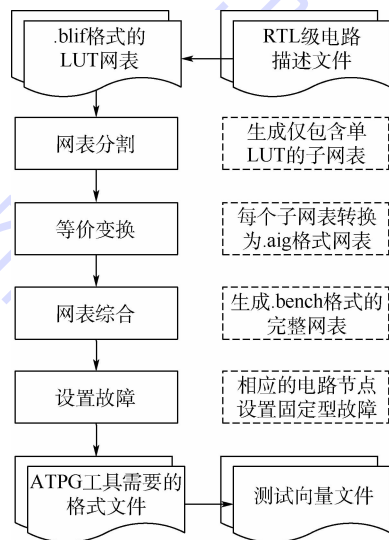 .blif格式的
LUT网表
RTL级电路
描述文件
网表分割
生成仅包含单
LUT的子网表
等价变换
每个子网表转换
为.aig格式网表
网表综合
生成.bench格式的
完整网表
设置故障
相应的电路节点
设置固定型故障
ATPG工具需要的
格式文件
测试向量文件